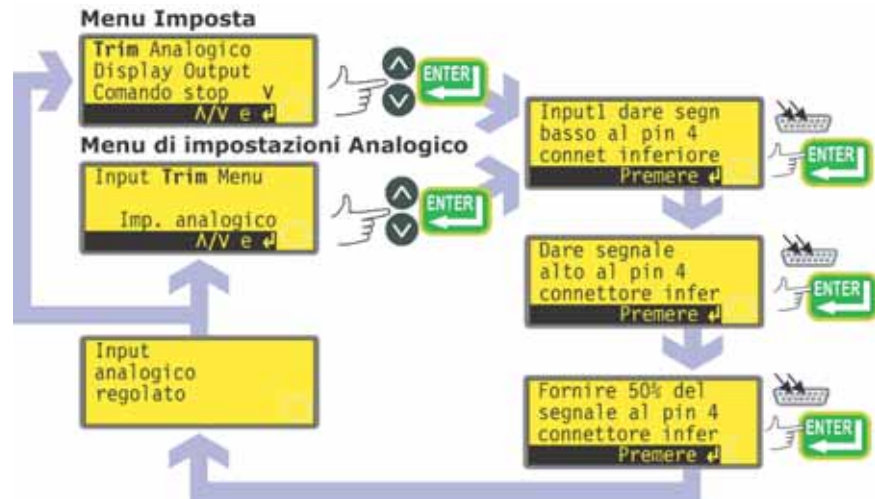 Menu Imposta
Trim Analogico
Display Output
Comando stop V
Λ/V e ↲
ENTER
Menu di impostazioni Analogico
Input Trim Menu
Imp. analogico
Λ/V e ↲
ENTER
Input1 dare segn
basso al pin 4
connet inferiore
Premere ↲
ENTER
Dare segnale
alto al pin 4
connettore infer
Premere ↲
ENTER
Fornire 50% del
segnale al pin 4
connettore infer
Premere ↲
ENTER
Input
analogico
regolato